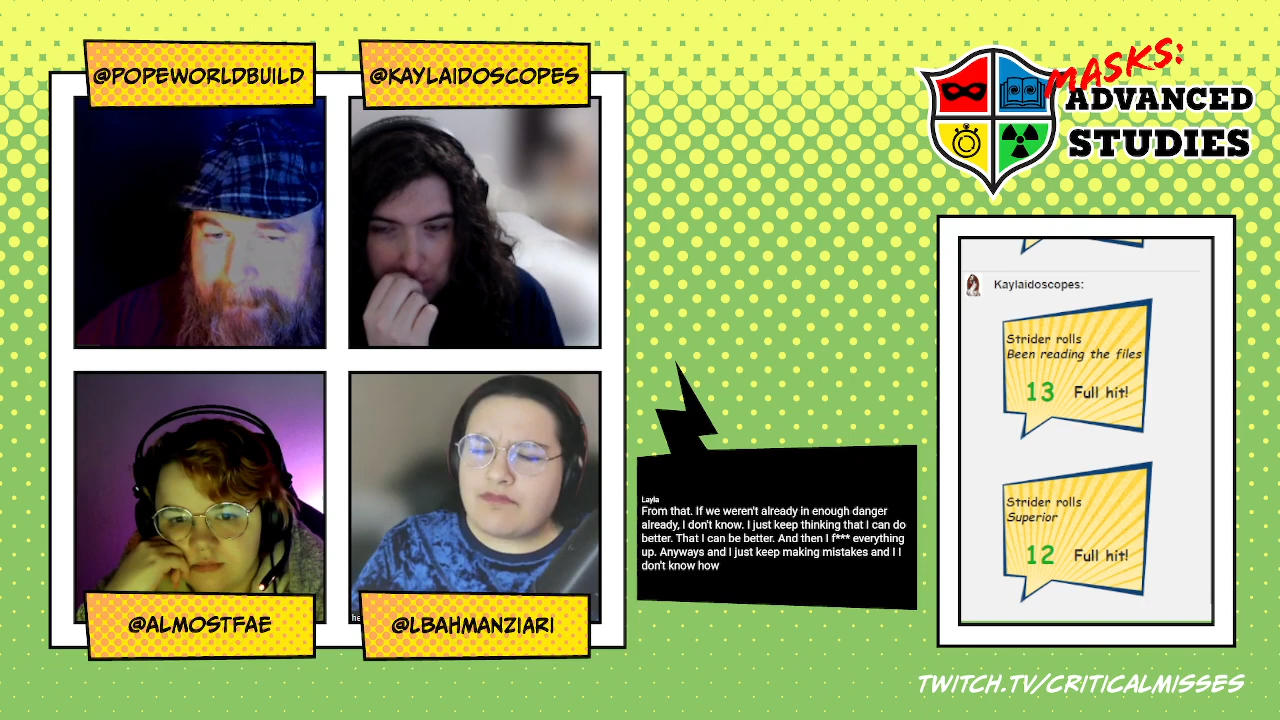 @POPEWORLDBUILD
@KAYLAIDOSCOPES
@ALMOSTFAE
@LBAHMANZIARI
he
Layla
From that. If we weren't already in enough danger
already, I don't know. I just keep thinking that I can do
better. That I can be better. And then I f*** everything
up. Anyways and I just keep making mistakes and I I
don't know how
MASKS:
ADVANCED
STUDIES
Kaylaidoscopes:
Strider rolls
Been reading the files
13 Full hit!
Strider rolls
Superior
12 Full hit!
TWITCH.TV/CRITICALMISSES